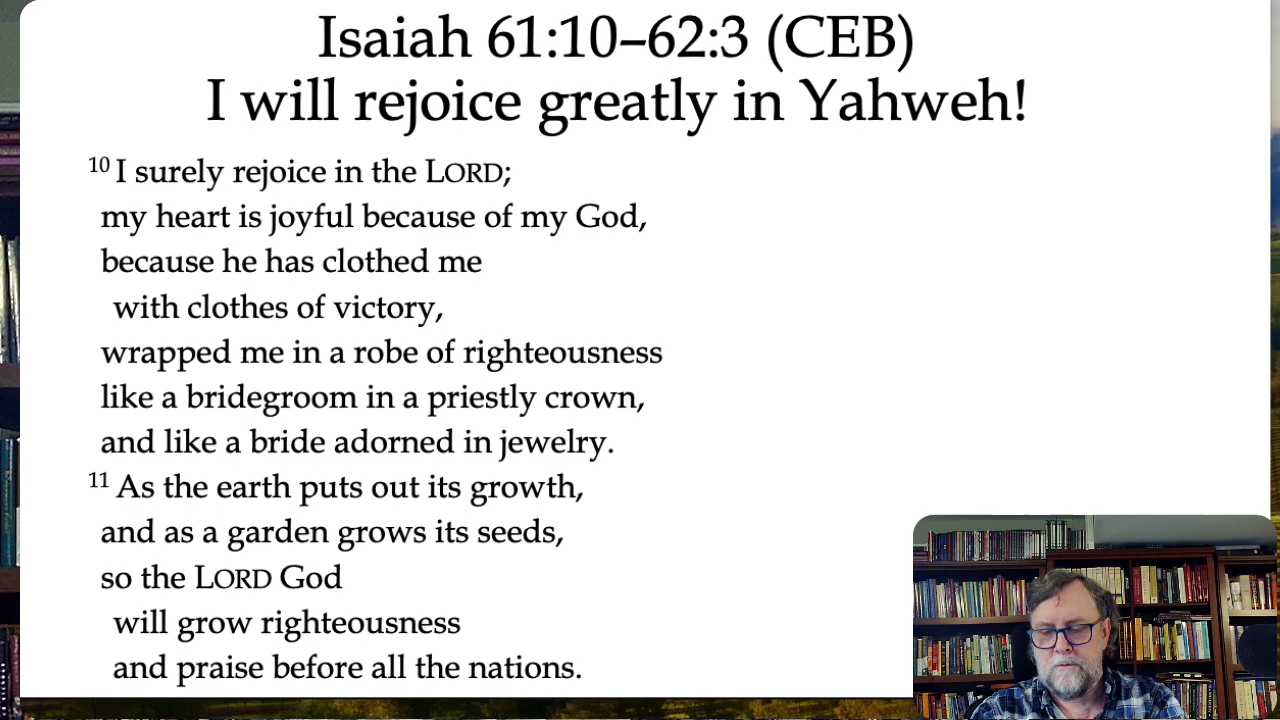 Isaiah 61:10–62:3 (CEB)
I will rejoice greatly in Yahweh!
10 I surely rejoice in the LORD;
my heart is joyful because of my God,
because he has clothed me
with clothes of victory,
wrapped me in a robe of righteousness
like a bridegroom in a priestly crown,
and like a bride adorned in jewelry.
11 As the earth puts out its growth,
and as a garden grows its seeds,
so the LORD God
will grow righteousness
and praise before all the nations.